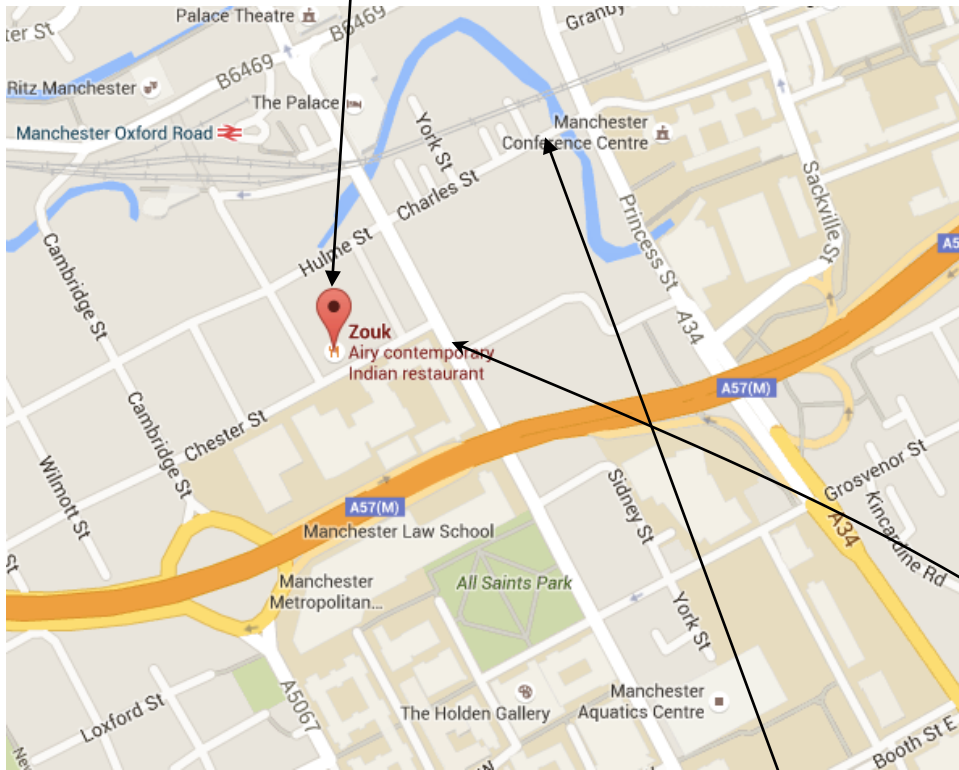 Palace Theatre
B6469
Granby
ter St
Ritz Manchester
B6469
The Palace
Manchester Oxford Road
York St
Manchester
Conference Centre
Charles St
Sackville St
Princess St
Hulme St
A5
Cambridge St
A34
Zouk
Airy contemporary
Indian restaurant
A57(M)
Cambridge St
Chester St
Wilmott St
Sidney St
Grosvenor St
A57(M)
Manchester Law School
A34
Kincardine Rd
St
Manchester
Metropolitan...
All Saints Park
York St
A5067
Loxford St
The Holden Gallery
Manchester
Aquatics Centre
Booth St E